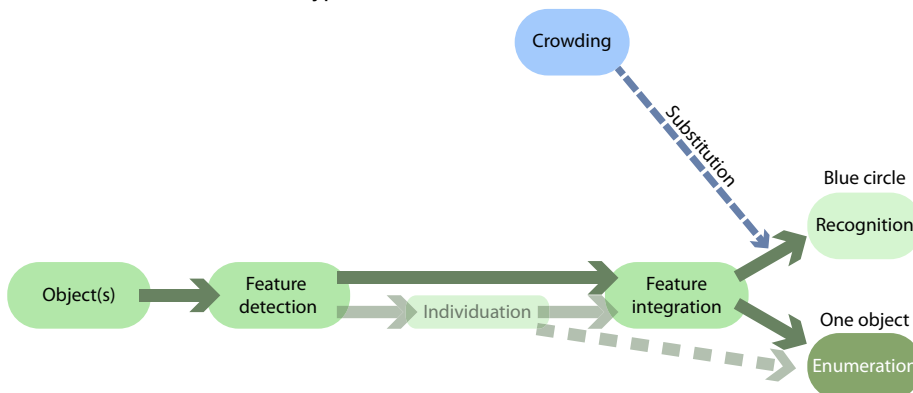 Crowding
Substitution
Blue circle
Recognition
Object(s)
Feature
detection
Individuation
Feature
integration
One object
Enumeration